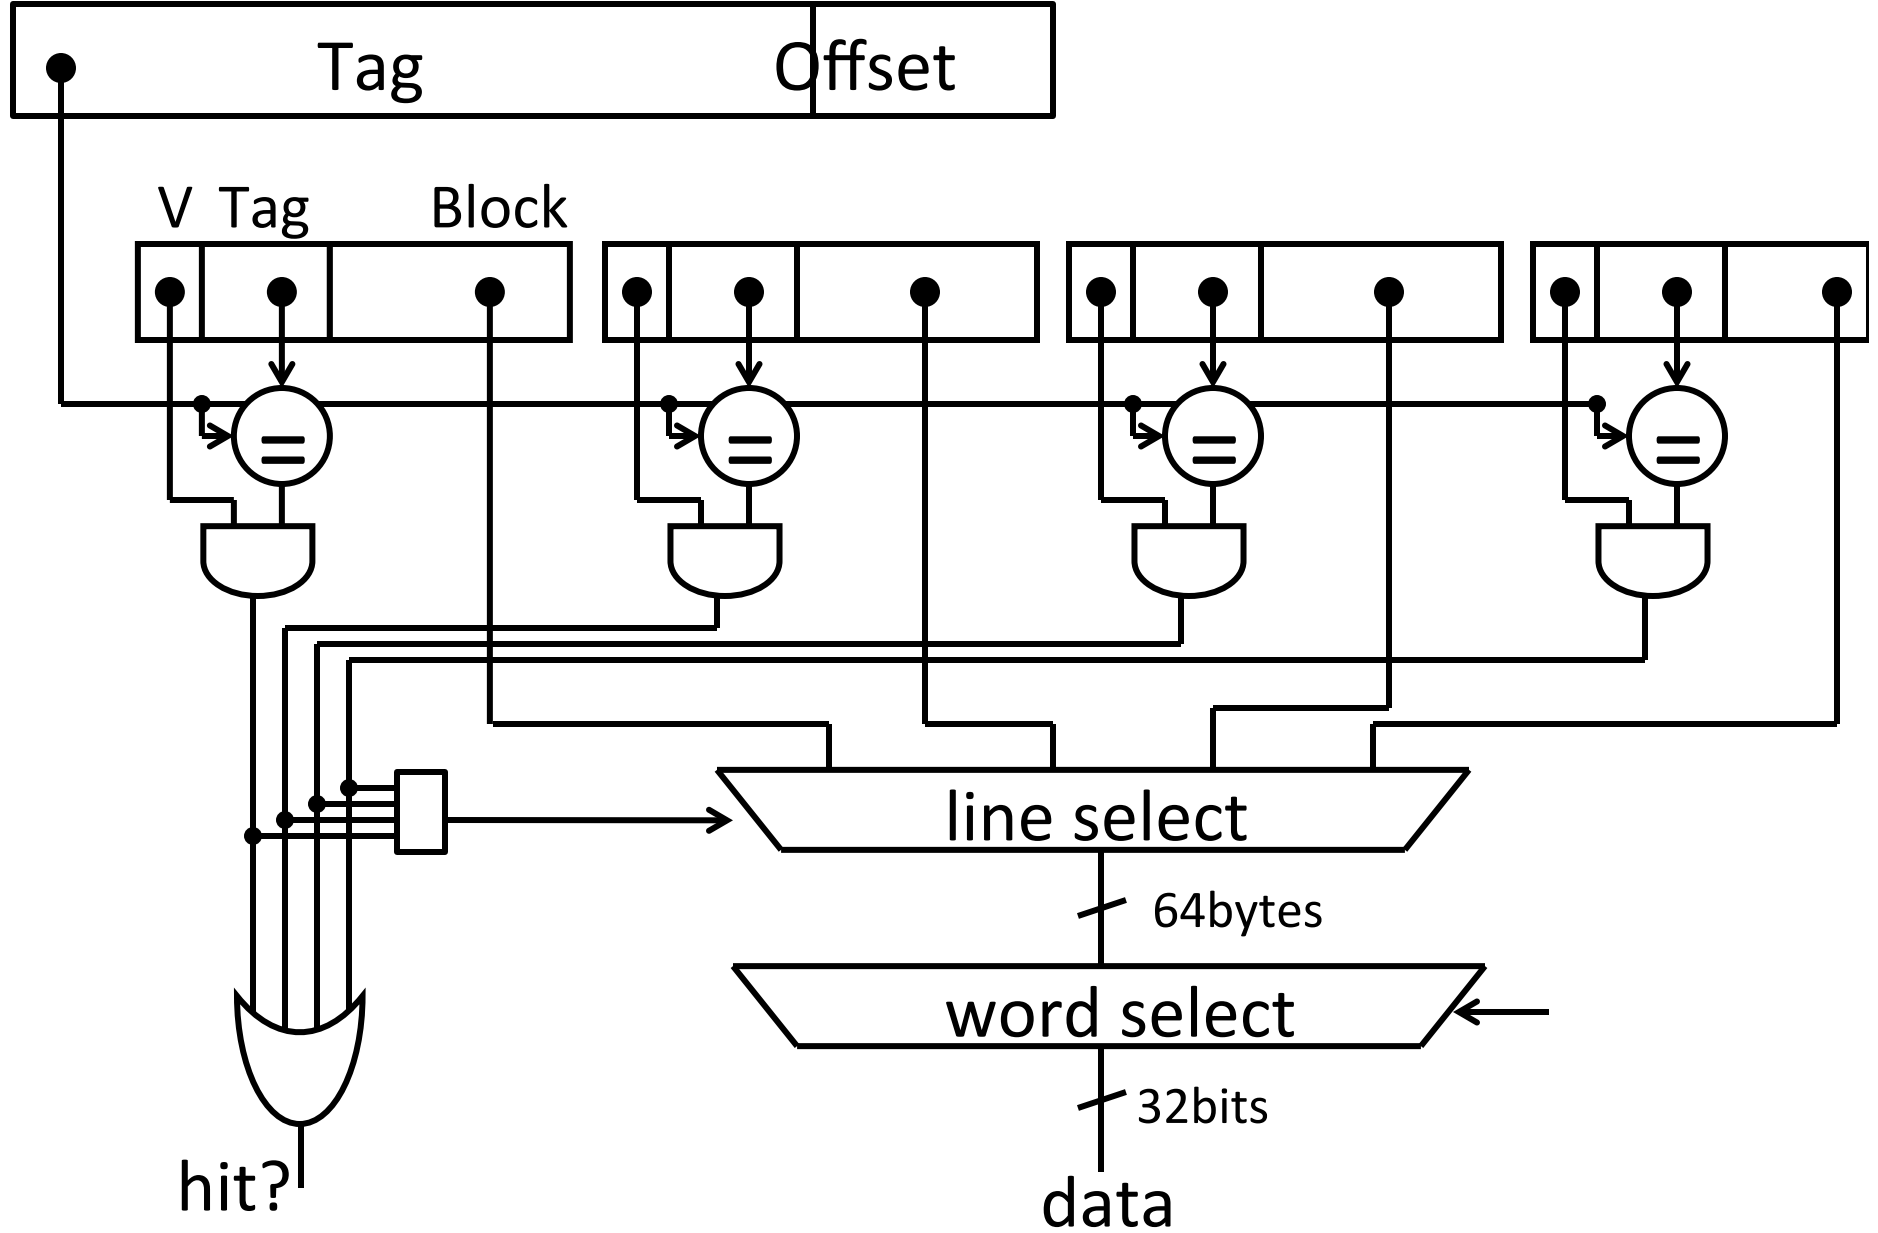 Tag Offset
V Tag Block
= = = =
line select
64bytes
word select
32bits
hit?
data